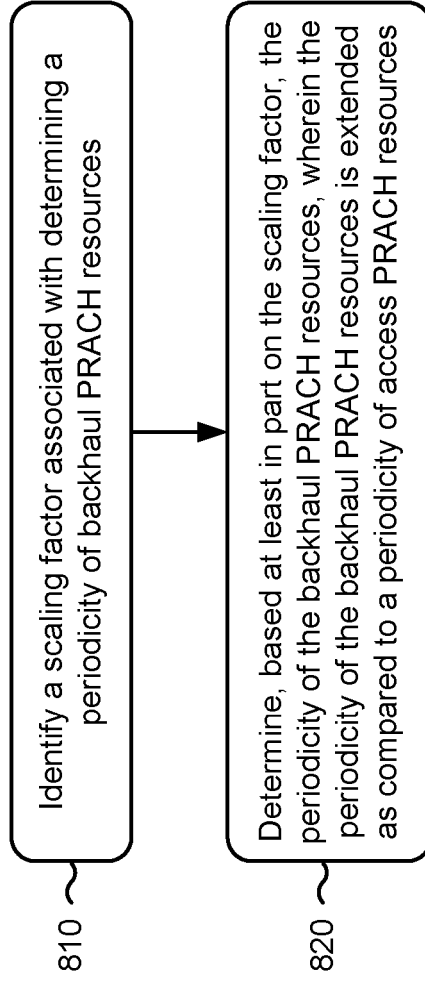 810
Identify a scaling factor associated with determining a
periodicity of backhaul PRACH resources
820
Determine, based at least in part on the scaling factor, the
periodicity of the backhaul PRACH resources, wherein the
periodicity of the backhaul PRACH resources is extended
as compared to a periodicity of access PRACH resources